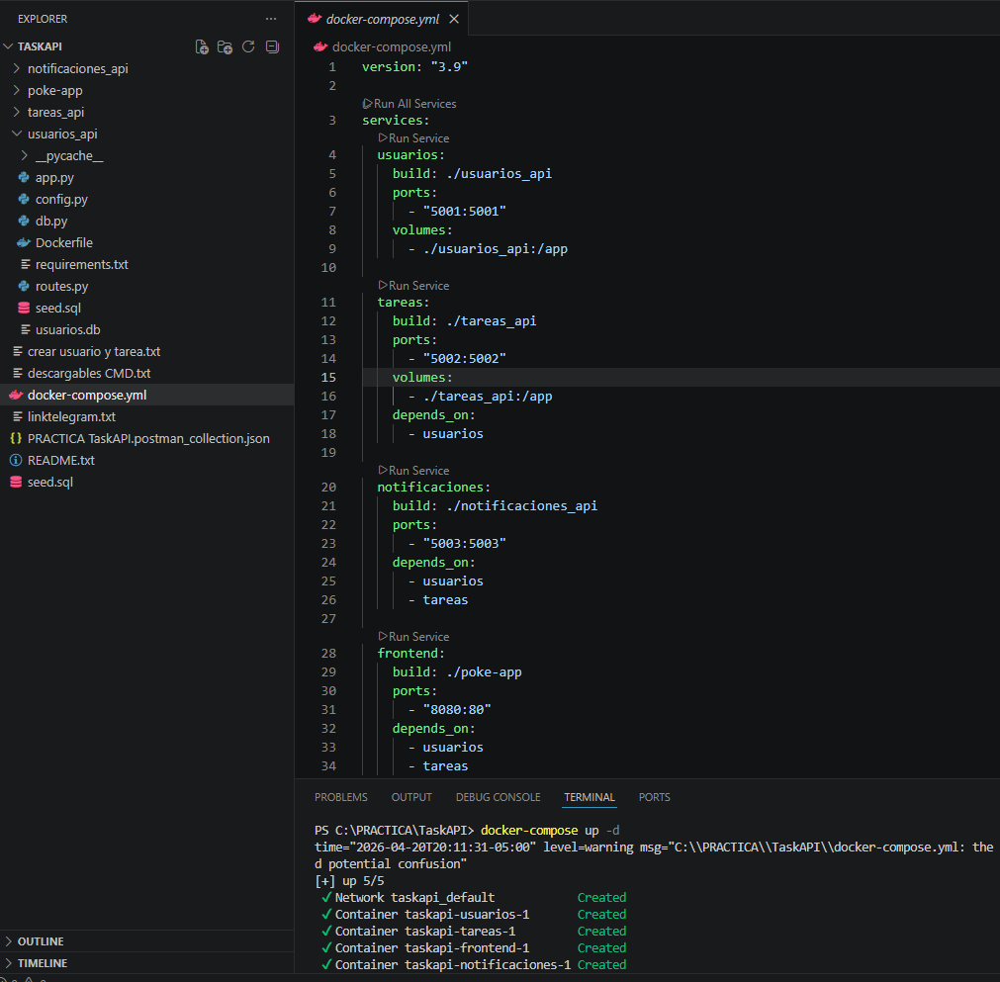 EXPLORER
TASKAPI
notificaciones_api
poke-app
tareas_api
usuarios_api
__pycache__
app.py
config.py
db.py
Dockerfile
requirements.txt
routes.py
seed.sql
usuarios.db
crear usuario y tarea.txt
descargables CMD.txt
docker-compose.yml
linktelegram.txt
{} PRACTICA TaskAPI.postman_collection.json
README.txt
seed.sql
OUTLINE
TIMELINE
docker-compose.yml
docker-compose.yml
1 version: "3.9"
2
Run All Services
3 services:
Run Service
4 usuarios:
5 build: ./usuarios_api
6 ports:
7 - "5001:5001"
8 volumes:
9 - ./usuarios_api:/app
10
Run Service
11 tareas:
12 build: ./tareas_api
13 ports:
14 - "5002:5002"
15 volumes:
16 - ./tareas_api:/app
17 depends_on:
18 - usuarios
19
Run Service
20 notificaciones:
21 build: ./notificaciones_api
22 ports:
23 - "5003:5003"
24 depends_on:
25 - usuarios
26 - tareas
27
Run Service
28 frontend:
29 build: ./poke-app
30 ports:
31 - "8080:80"
32 depends_on:
33 - usuarios
34 - tareas
PROBLEMS OUTPUT DEBUG CONSOLE TERMINAL PORTS
PS C:\PRACTICA\TaskAPI> docker-compose up -d
time="2026-04-20T20:11:31-05:00" level=warning msg="C:\\PRACTICA\\TaskAPI\\docker-compose.yml: the
d potential confusion"
[+] up 5/5
✓ Network taskapi_default Created
✓ Container taskapi-usuarios-1 Created
✓ Container taskapi-tareas-1 Created
✓ Container taskapi-frontend-1 Created
✓ Container taskapi-notificaciones-1 Created